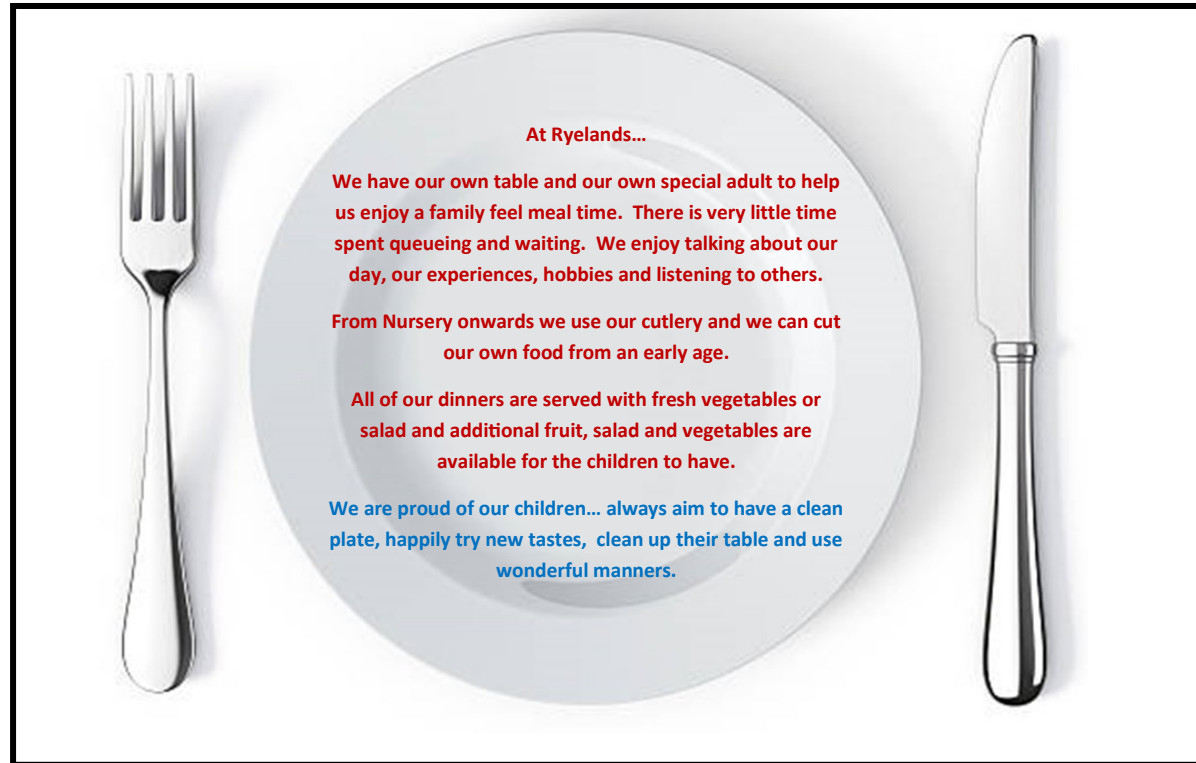 At Ryelands…
We have our own table and our own special adult to help
us enjoy a family feel meal time.  There is very little time
spent queueing and waiting.  We enjoy talking about our
day, our experiences, hobbies and listening to others.
From Nursery onwards we use our cutlery and we can cut
our own food from an early age.
All of our dinners are served with fresh vegetables or
salad and additional fruit, salad and vegetables are
available for the children to have.
We are proud of our children… always aim to have a clean
plate, happily try new tastes,  clean up their table and use
wonderful manners.